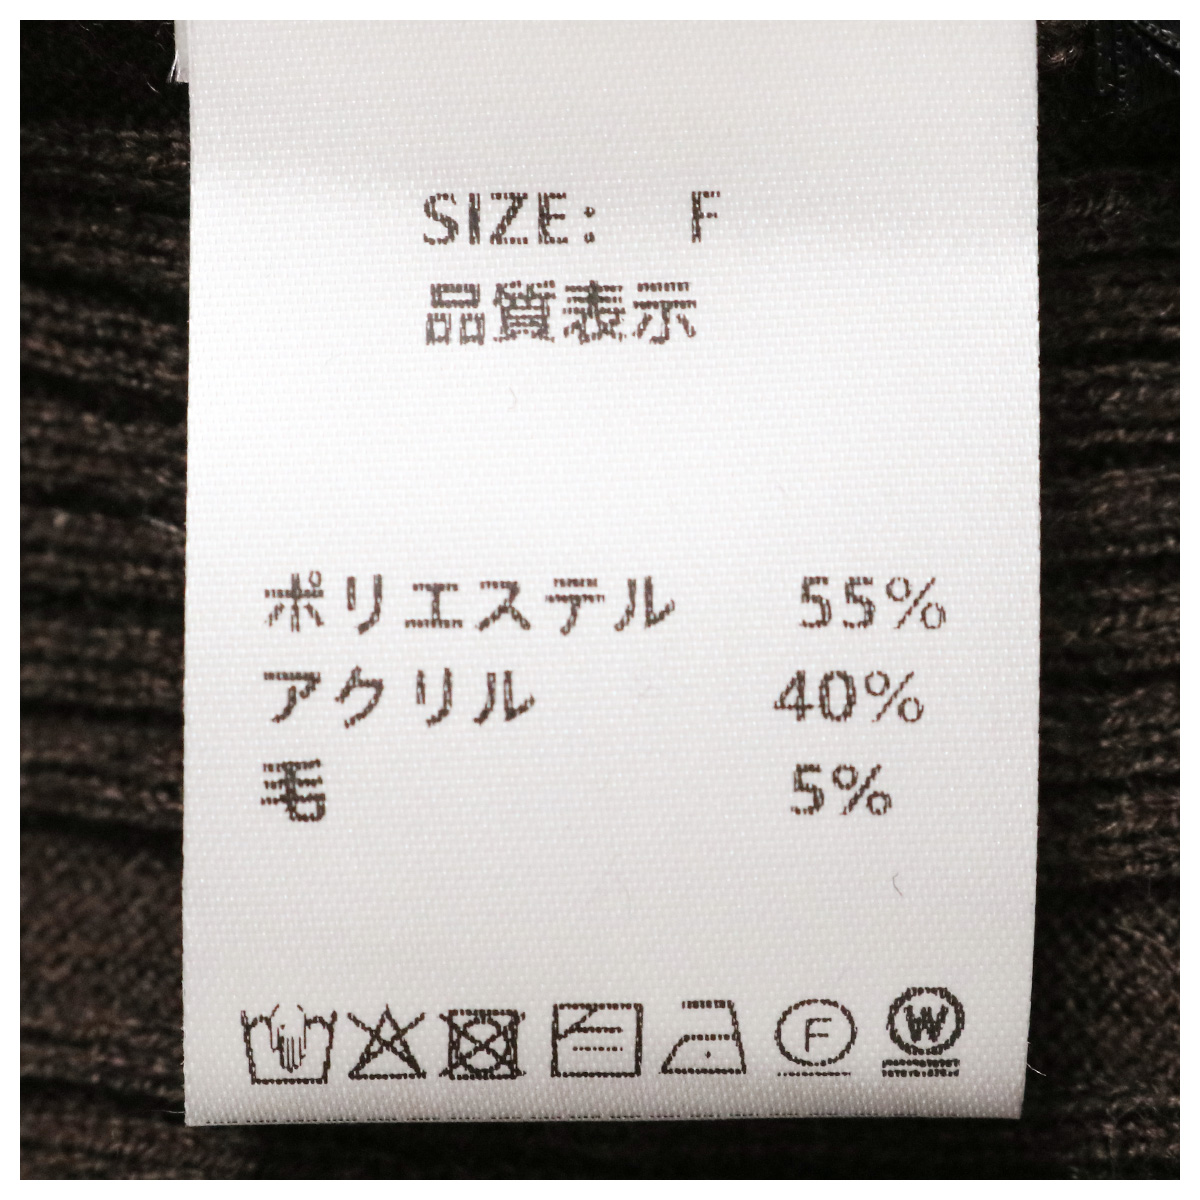 SIZE: F
品質表示
ポリエステル 55%
アクリル 40%
毛 5%
F W